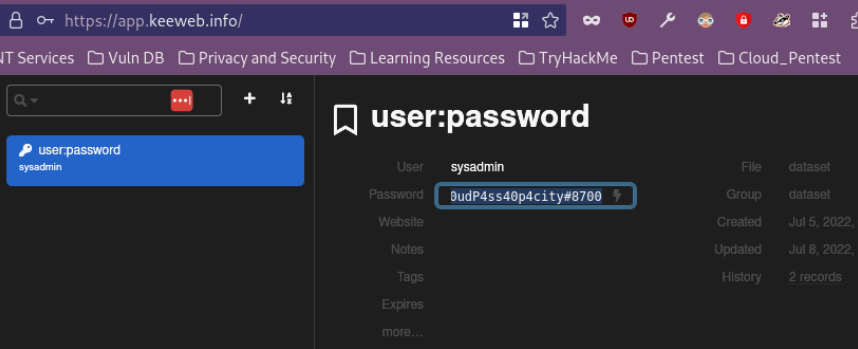 https://app.keeweb.info/
NT Services Vuln DB Privacy and Security Learning Resources TryHackMe Pentest Cloud_Pentest
user:password
sysadmin
user:password
User sysadmin
Password 0udP4ss40p4city#8700
Website
Notes
Tags
Expires
more...
File dataset
Group dataset
Created Jul 5, 2022,
Updated Jul 8, 2022,
History 2 records